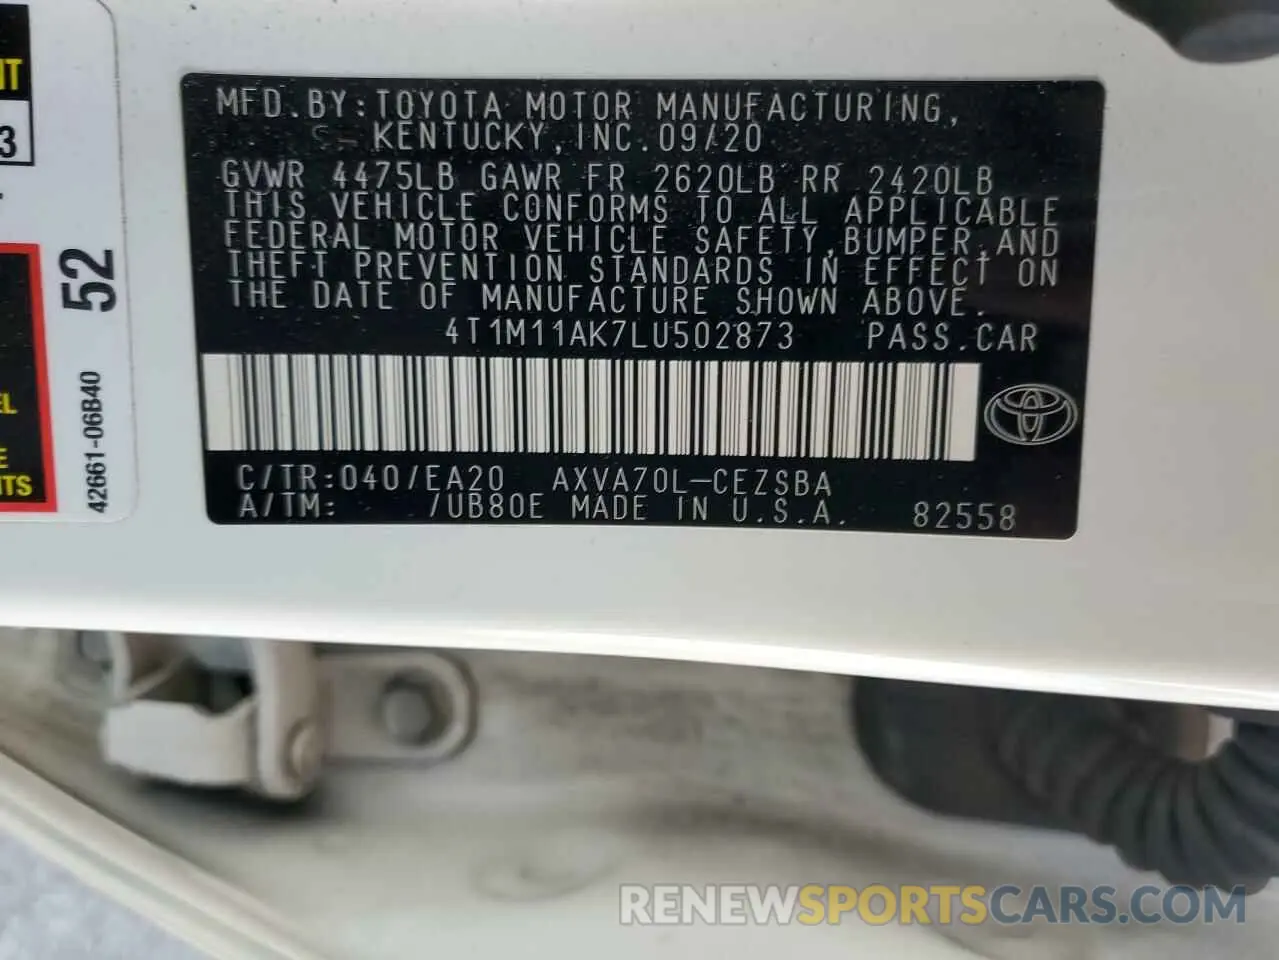 MFD.BY:TOYOTA MOTOR MANUFACTURING,
KENTUCKY,INC.09/20
GVWR 4475LB GAWR FR 2620LB RR 2420LB
THIS VEHICLE CONFORMS TO ALL APPLICABLE
FEDERAL MOTOR VEHICLE SAFETY,BUMPER,AND
THEFT PREVENTION STANDARDS IN EFFECT ON
THE DATE OF MANUFACTURE SHOWN ABOVE.
4T1M11AK7LU502873 PASS.CAR
C/TR:040/EA20 AXVA70L-CEZSBA
A/TM: /UB80E MADE IN U.S.A. 82558
52
42661-06B40
3
RENEWSPORTSCARS.COM